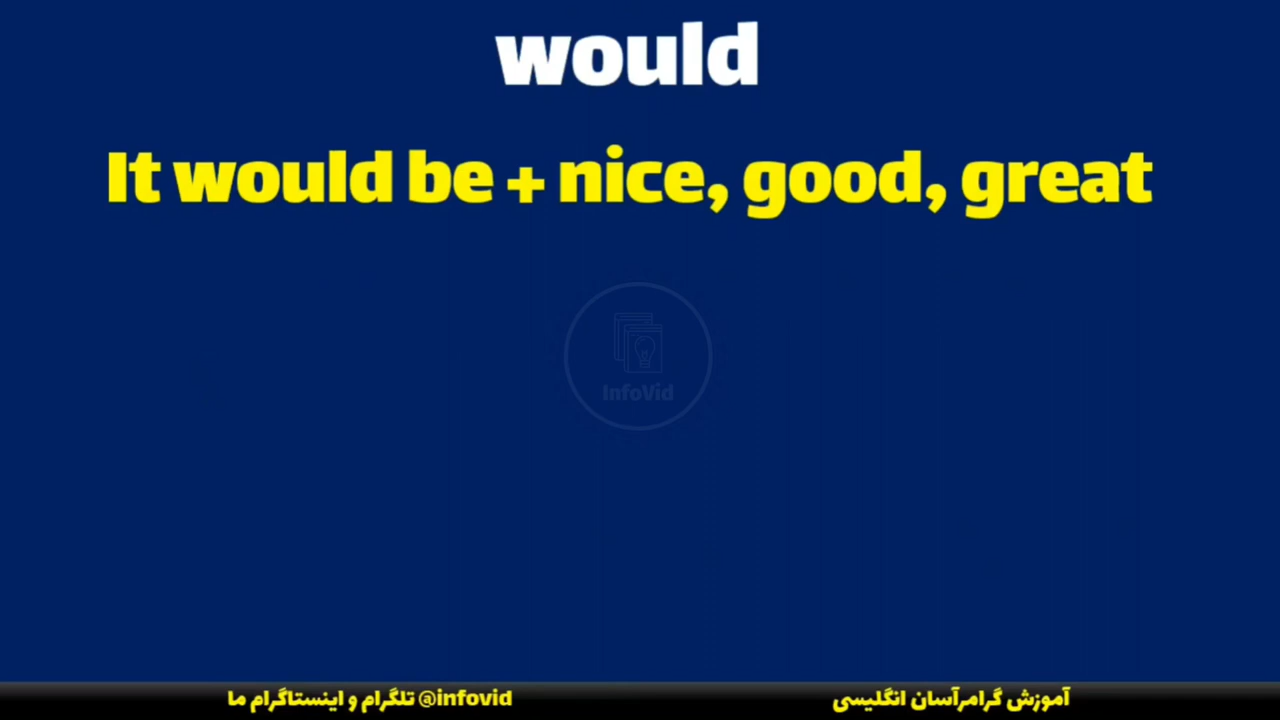 would
It would be + nice, good, great
InfoVid
آموزش گرامرآسان انگلیسی
@infovid تلگرام و اینستاگرام ما